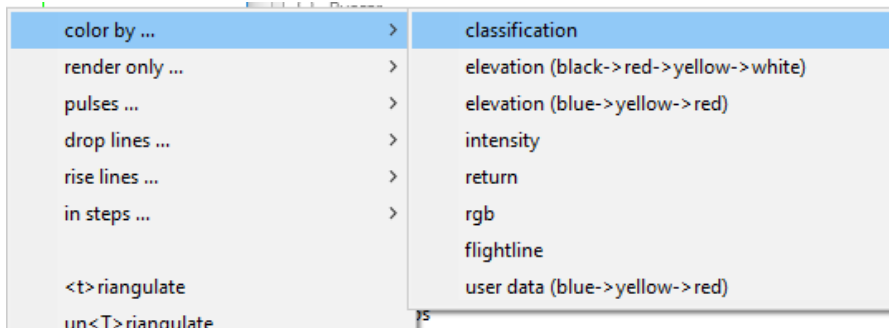 color by ...
render only ...
pulses ...
drop lines ...
rise lines ...
in steps ...
<t>riangulate
un<T>riangulate
classification
elevation (black->red->yellow->white)
elevation (blue->yellow->red)
intensity
return
rgb
flightline
user data (blue->yellow->red)